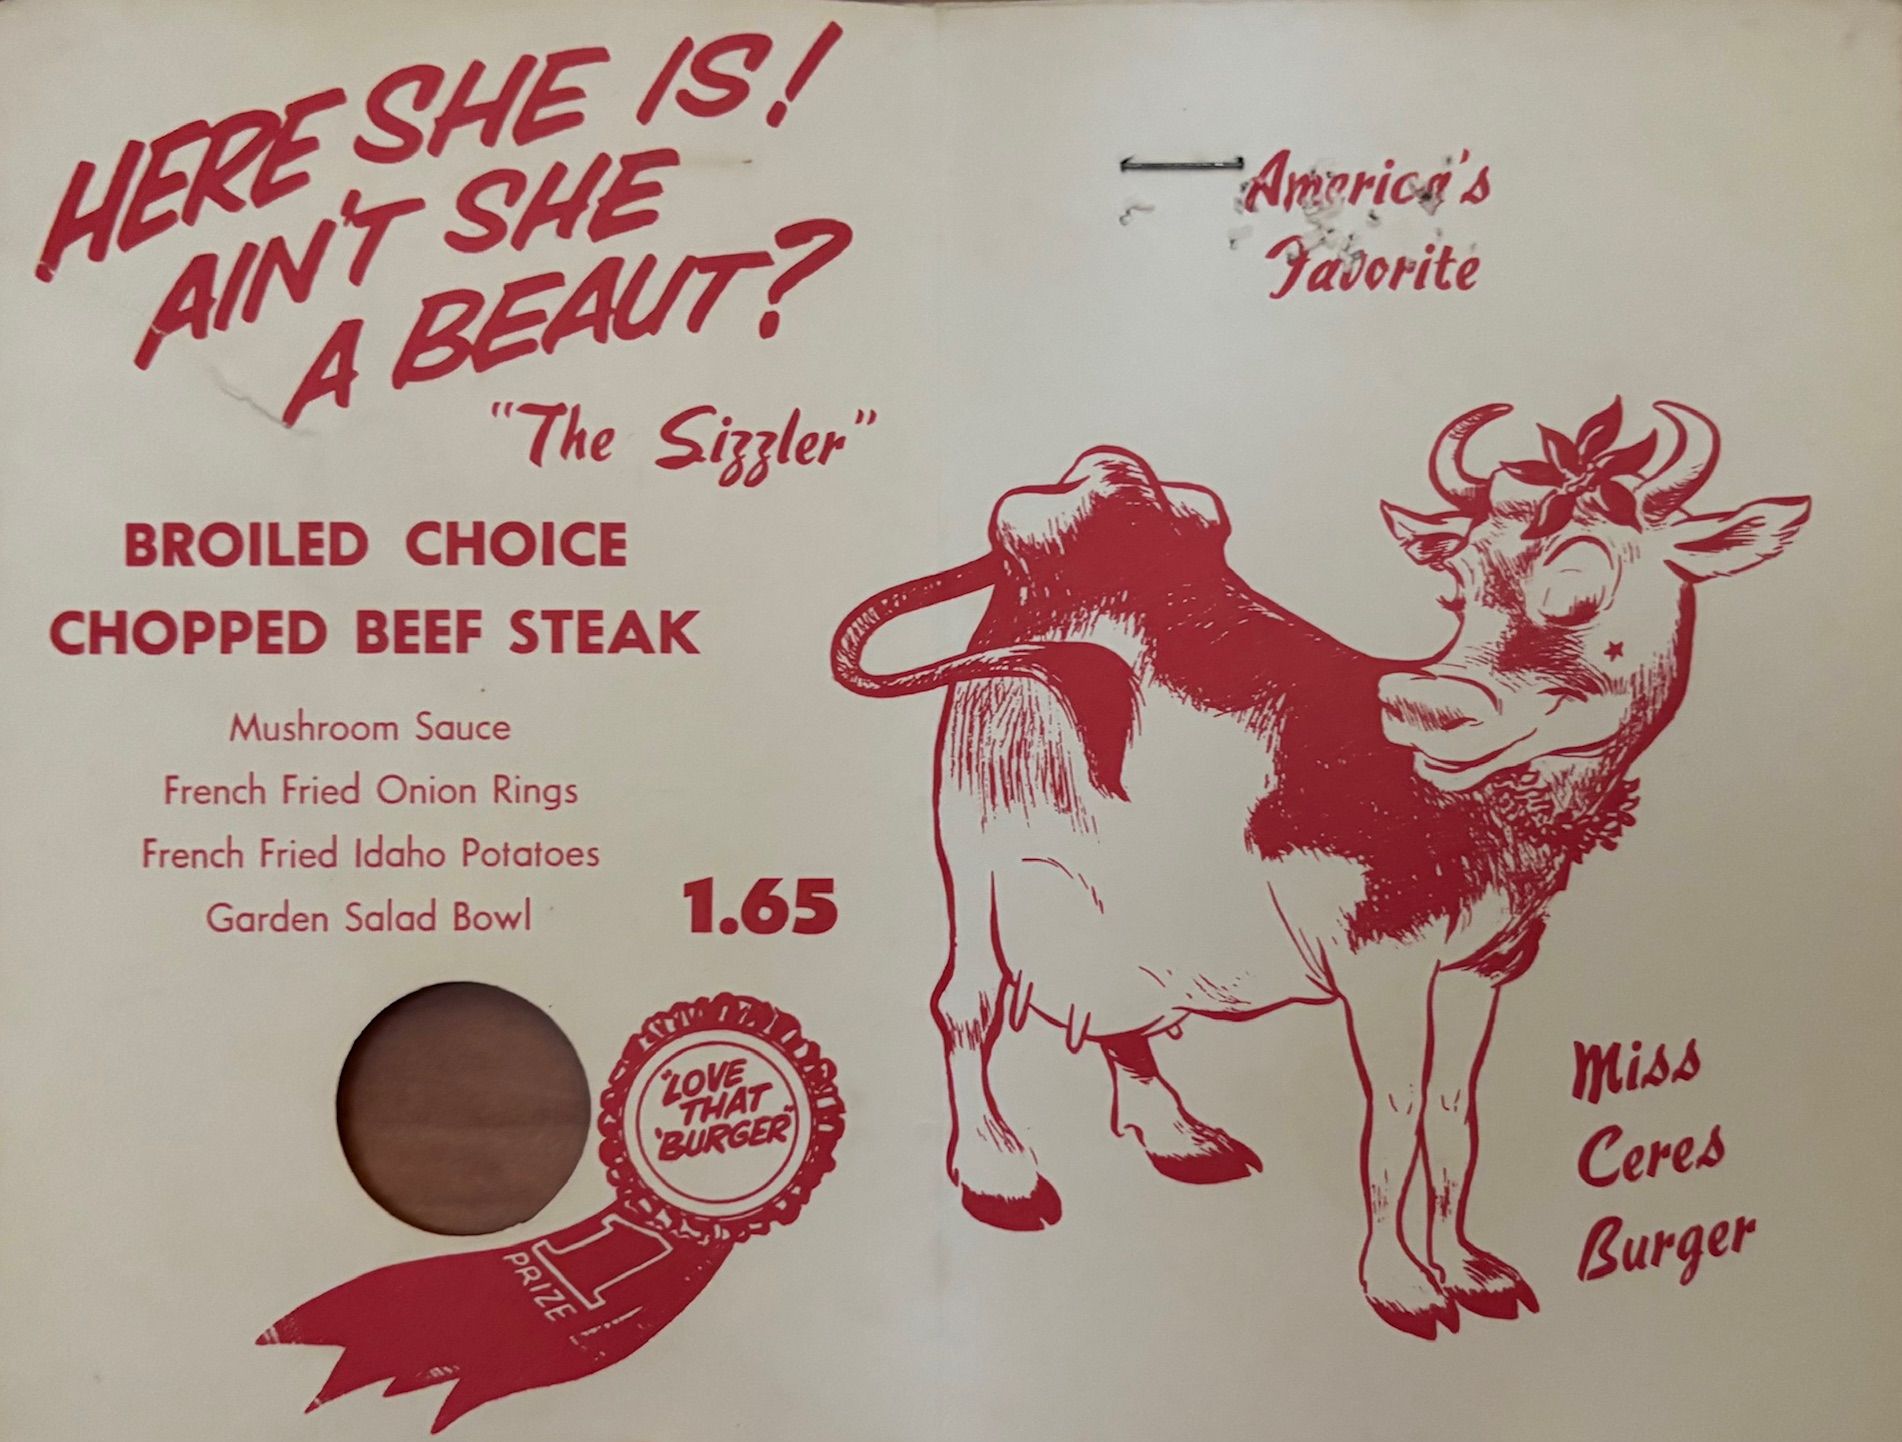 HERE SHE IS!
AIN'T SHE
A BEAUT?
"The Sizzler"
BROILED CHOICE
CHOPPED BEEF STEAK
Mushroom Sauce
French Fried Onion Rings
French Fried Idaho Potatoes
Garden Salad Bowl
1.65
"LOVE
THAT
'BURGER"
1
PRIZE
America's
Favorite
Miss
Ceres
Burger